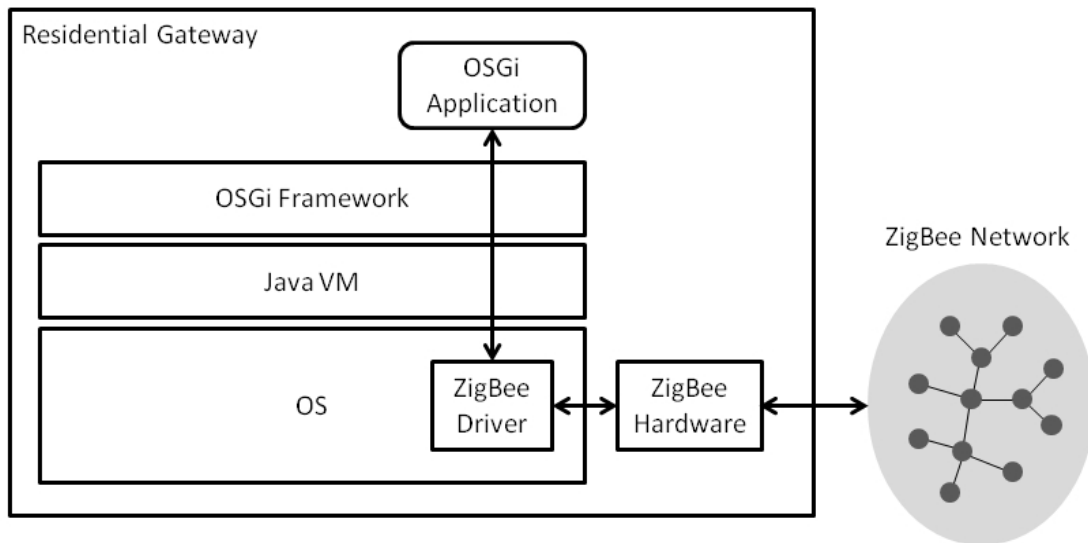 Residential Gateway
OSGi
Application
OSGi Framework
ZigBee Network
Java VM
OS
ZigBee
Driver
ZigBee
Hardware